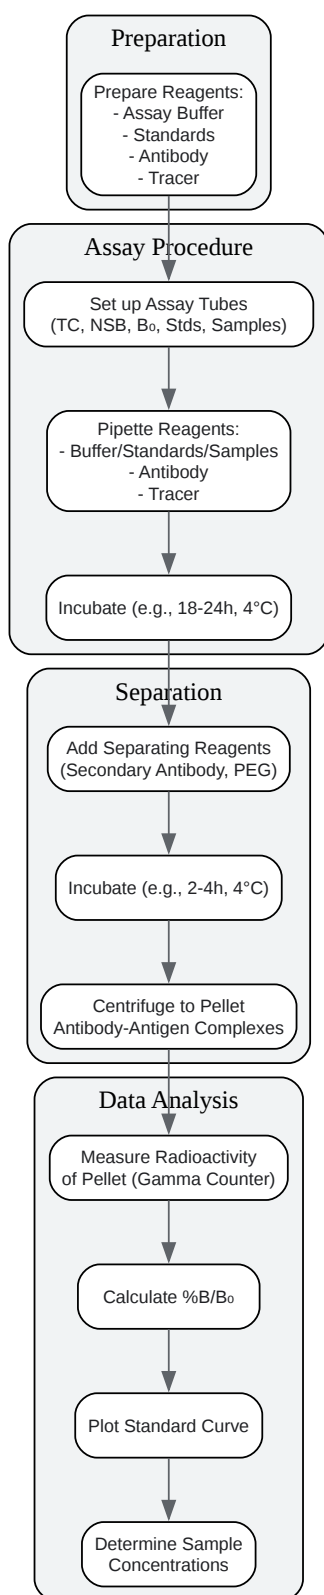 Preparation
Prepare Reagents:
- Assay Buffer
- Standards
- Antibody
- Tracer
Assay Procedure
Set up Assay Tubes
(TC, NSB, B₀, Stds, Samples)
Pipette Reagents:
- Buffer/Standards/Samples
- Antibody
- Tracer
Incubate (e.g., 18-24h, 4°C)
Separation
Add Separating Reagents
(Secondary Antibody, PEG)
Incubate (e.g., 2-4h, 4°C)
Centrifuge to Pellet
Antibody-Antigen Complexes
Data Analysis
Measure Radioactivity
of Pellet (Gamma Counter)
Calculate %B/B₀
Plot Standard Curve
Determine Sample
Concentrations